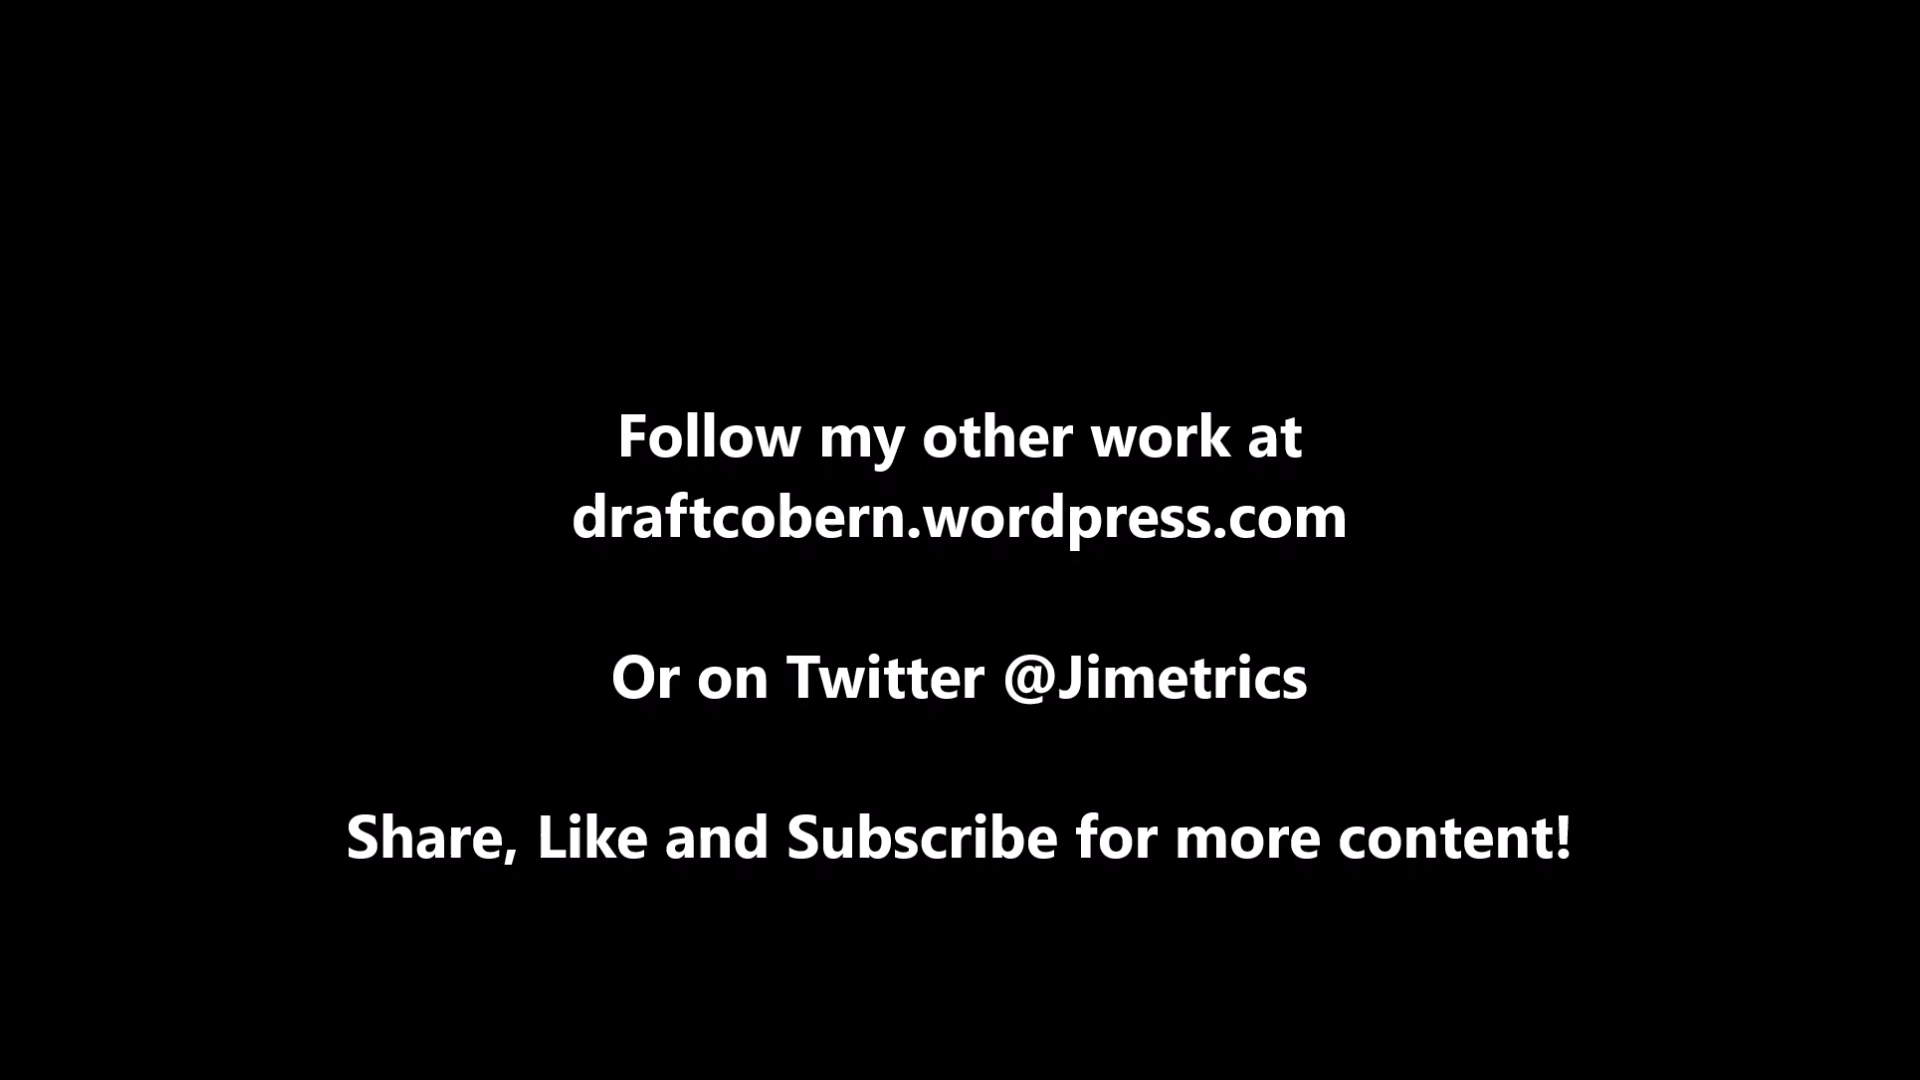 Follow my other work at
draftcobern.wordpress.com
Or on Twitter @Jimetrics
Share, Like and Subscribe for more content!